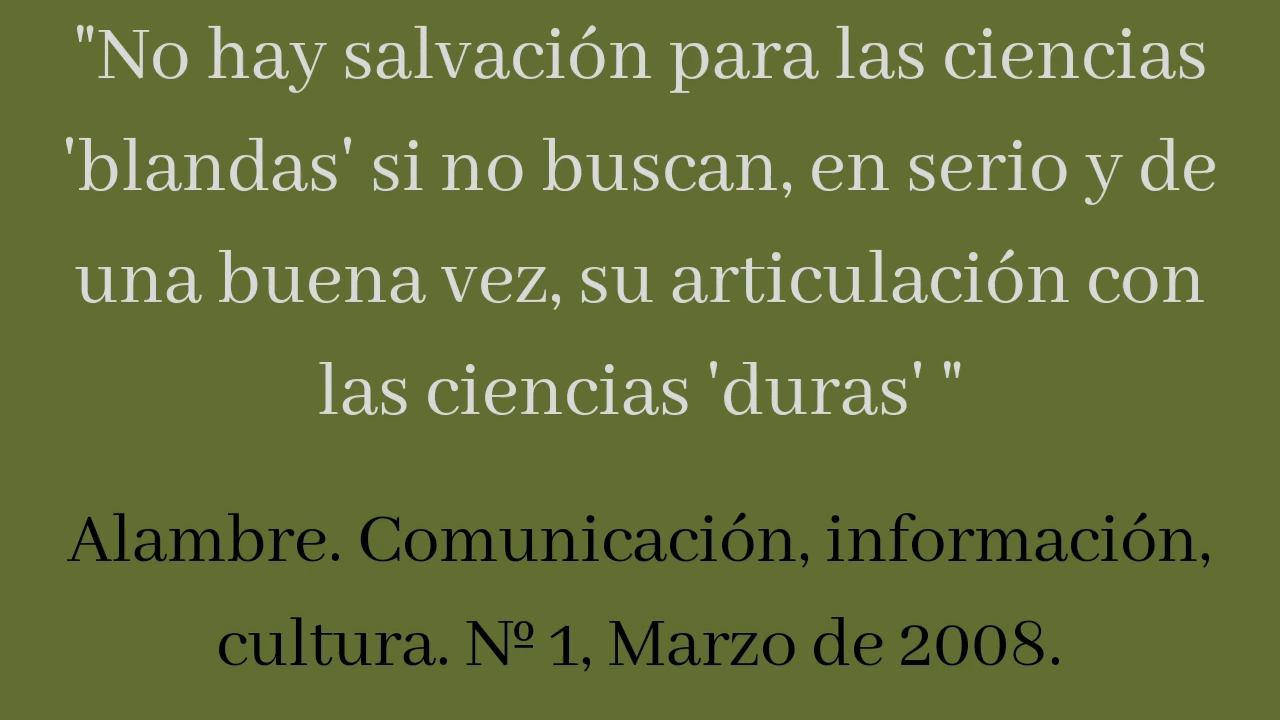 "No hay salvación para las ciencias
'blandas' si no buscan, en serio y de
una buena vez, su articulación con
las ciencias 'duras' "
Alambre. Comunicación, información,
cultura. Nº 1, Marzo de 2008.